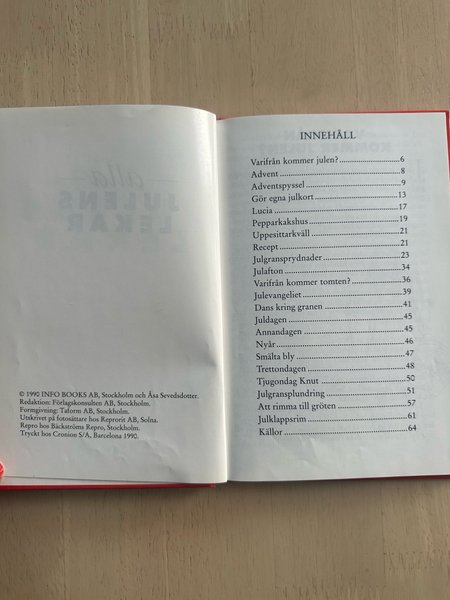 alla
JULENS
LEKAR
© 1990 INFO BOOKS AB, Stockholm och Åsa Sevedsdotter.
Redaktion: Förlagskonsulten AB, Stockholm.
Formgivning: Taform AB, Stockholm.
Utskrivet på fotosättare hos Reprorit AB, Solna.
Repro hos Bäckströms Repro, Stockholm.
Tryckt hos Cronion S/A, Barcelona 1990.
INNEHÅLL
Varifrån kommer julen? 6
Advent 8
Adventspyssel 9
Gör egna julkort 13
Lucia 17
Pepparkakshus 19
Uppesittarkväll 21
Recept 21
Julgransprydnader 23
Julafton 34
Varifrån kommer tomten? 36
Julevangeliet 39
Dans kring granen 41
Juldagen 45
Annandagen 45
Nyår 46
Smälta bly 47
Trettondagen 48
Tjugondag Knut 50
Julgransplundring 51
Att rimma till gröten 57
Julklappsrim 61
Källor 64